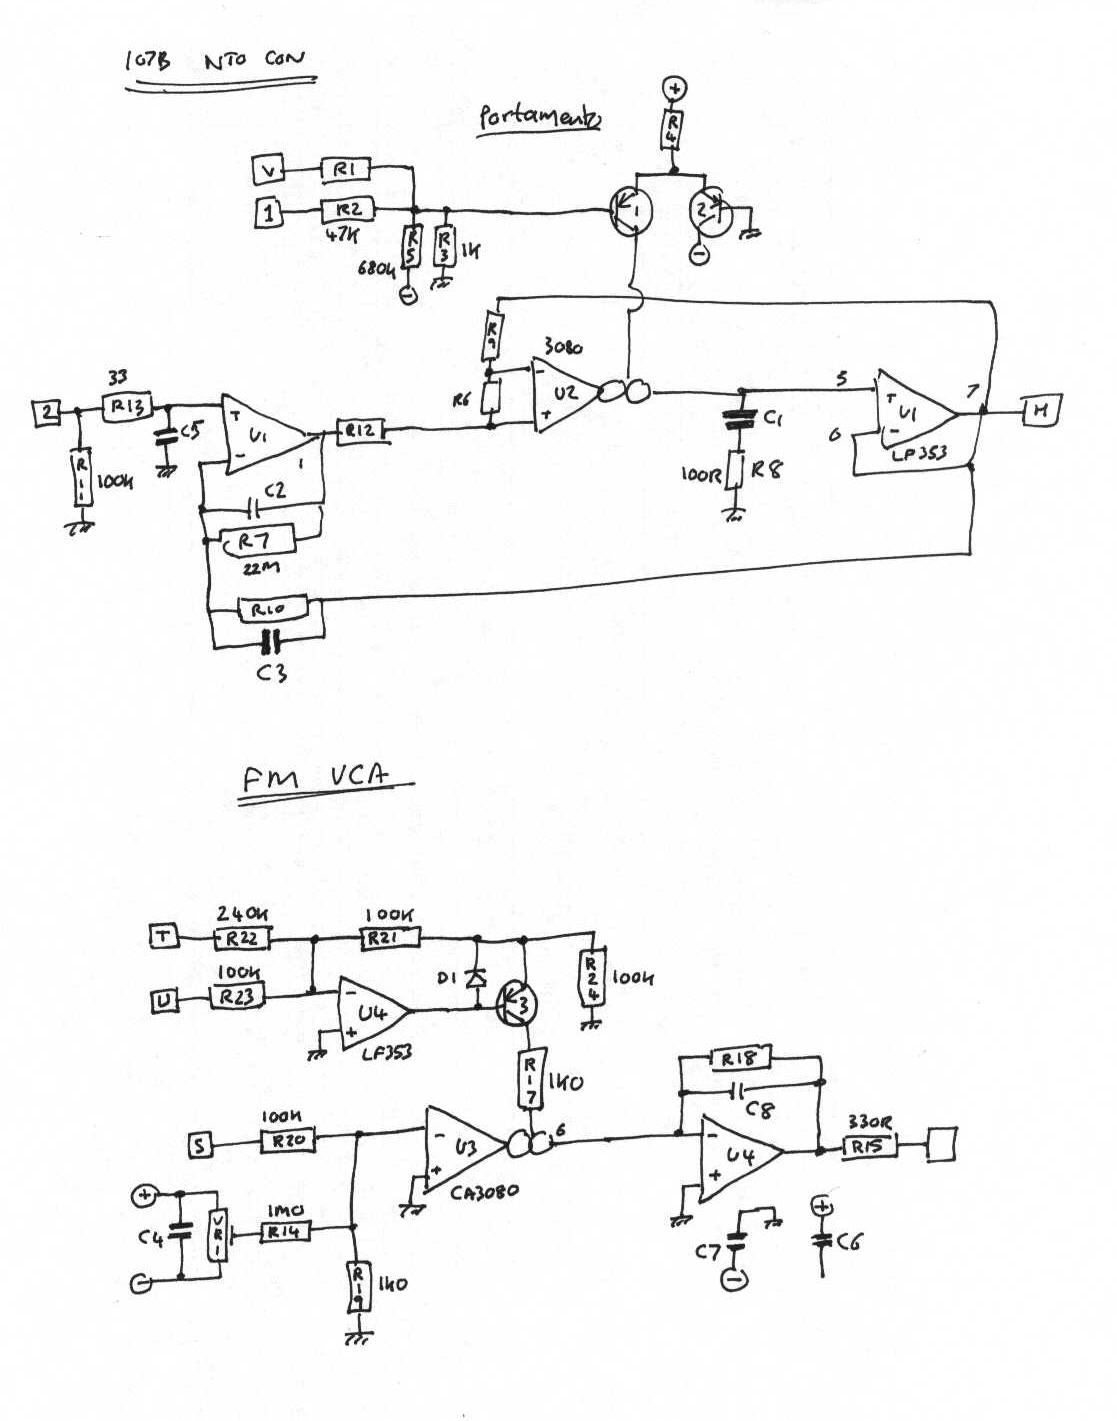 107B NTO CON
Portamento
+
R4
V R1
1 R2
47K
R5
680K
-
R3
1K
1
2
-
R9
3080
-
U2
+
R6
33
2 R13
R11
100K
C5
+
U1
-
1
R12
C2
R7
22M
R10
C3
C1
100R R8
5
6
+
U1
-
LF353
7
H
FM VCA
240K
T R22
100K
R21
100K
U R23
-
U4
+
LF353
D1
3
R24
100K
R17
1K0
100K
S R20
-
U3
+
CA3080
6
R18
C8
-
U4
+
330R
R15
+
C4
-
VR1
1M0
R14
R19
1K0
C7
-
+
C6